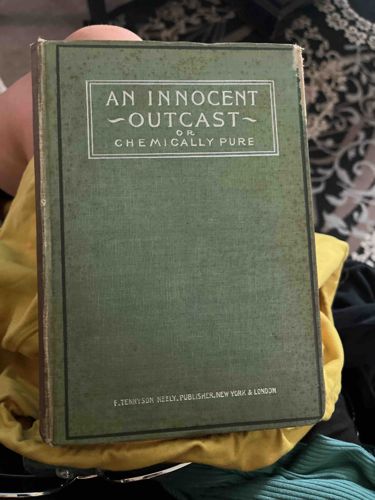 AN INNOCENT
~OUTCAST~
OR
CHEMICALLY PURE
F. TENNYSON NEELY, PUBLISHER, NEW YORK & LONDON